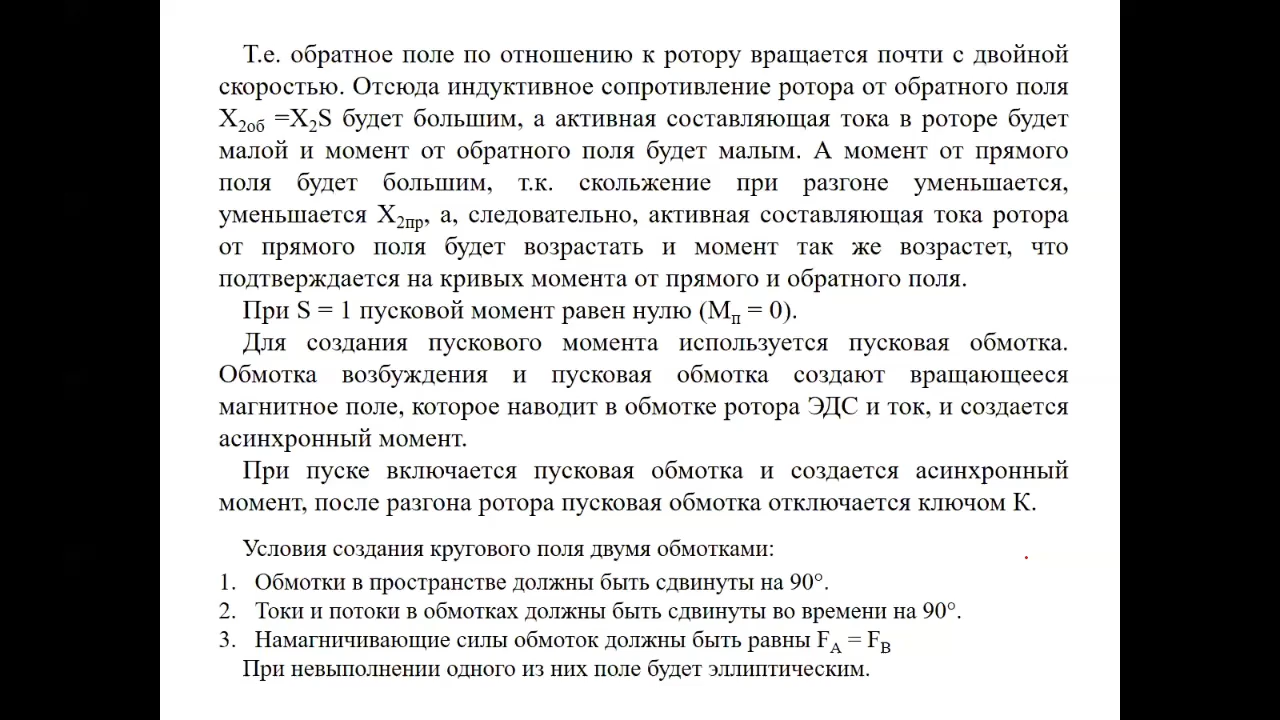 Т.е. обратное поле по отношению к ротору вращается почти с двойной
скоростью. Отсюда индуктивное сопротивление ротора от обратного поля
X₂об =X₂S будет большим, а активная составляющая тока в роторе будет
малой и момент от обратного поля будет малым. А момент от прямого
поля будет большим, т.к. скольжение при разгоне уменьшается,
уменьшается X₂пр, а, следовательно, активная составляющая тока ротора
от прямого поля будет возрастать и момент так же возрастет, что
подтверждается на кривых момента от прямого и обратного поля.
При S = 1 пусковой момент равен нулю (Мп = 0).
Для создания пускового момента используется пусковая обмотка.
Обмотка возбуждения и пусковая обмотка создают вращающееся
магнитное поле, которое наводит в обмотке ротора ЭДС и ток, и создается
асинхронный момент.
При пуске включается пусковая обмотка и создается асинхронный
момент, после разгона ротора пусковая обмотка отключается ключом К.
Условия создания кругового поля двумя обмотками:
1. Обмотки в пространстве должны быть сдвинуты на 90°.
2. Токи и потоки в обмотках должны быть сдвинуты во времени на 90°.
3. Намагничивающие силы обмоток должны быть равны FA = FB
При невыполнении одного из них поле будет эллиптическим.